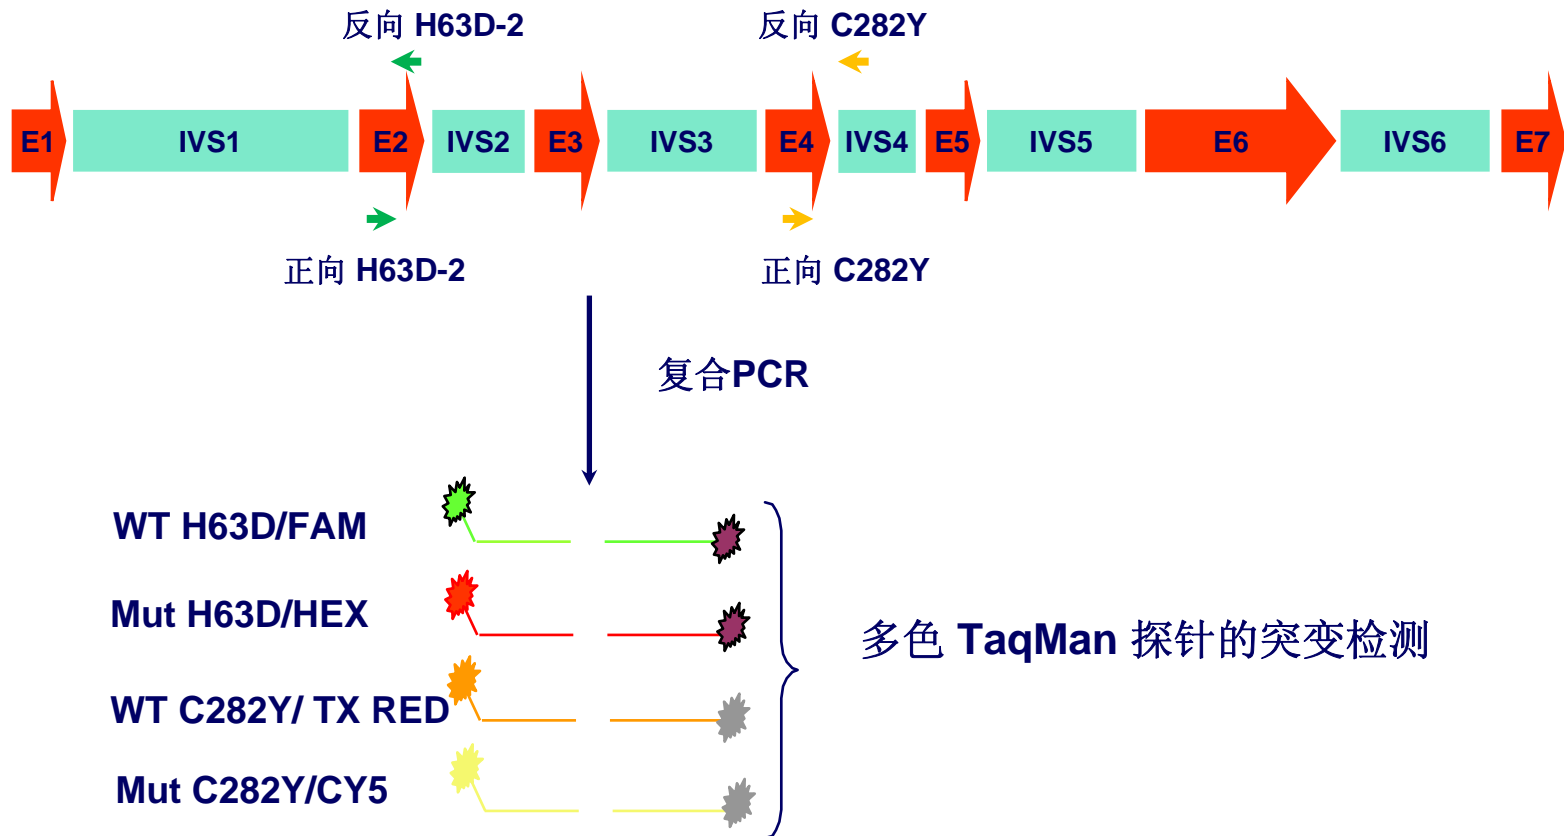 反向 H63D-2
反向 C282Y
E1 IVS1 E2 IVS2 E3 IVS3 E4 IVS4 E5 IVS5 E6 IVS6 E7
正向 H63D-2
正向 C282Y
复合PCR
WT H63D/FAM
Mut H63D/HEX
WT C282Y/ TX RED
Mut C282Y/CY5
多色 TaqMan 探针的突变检测